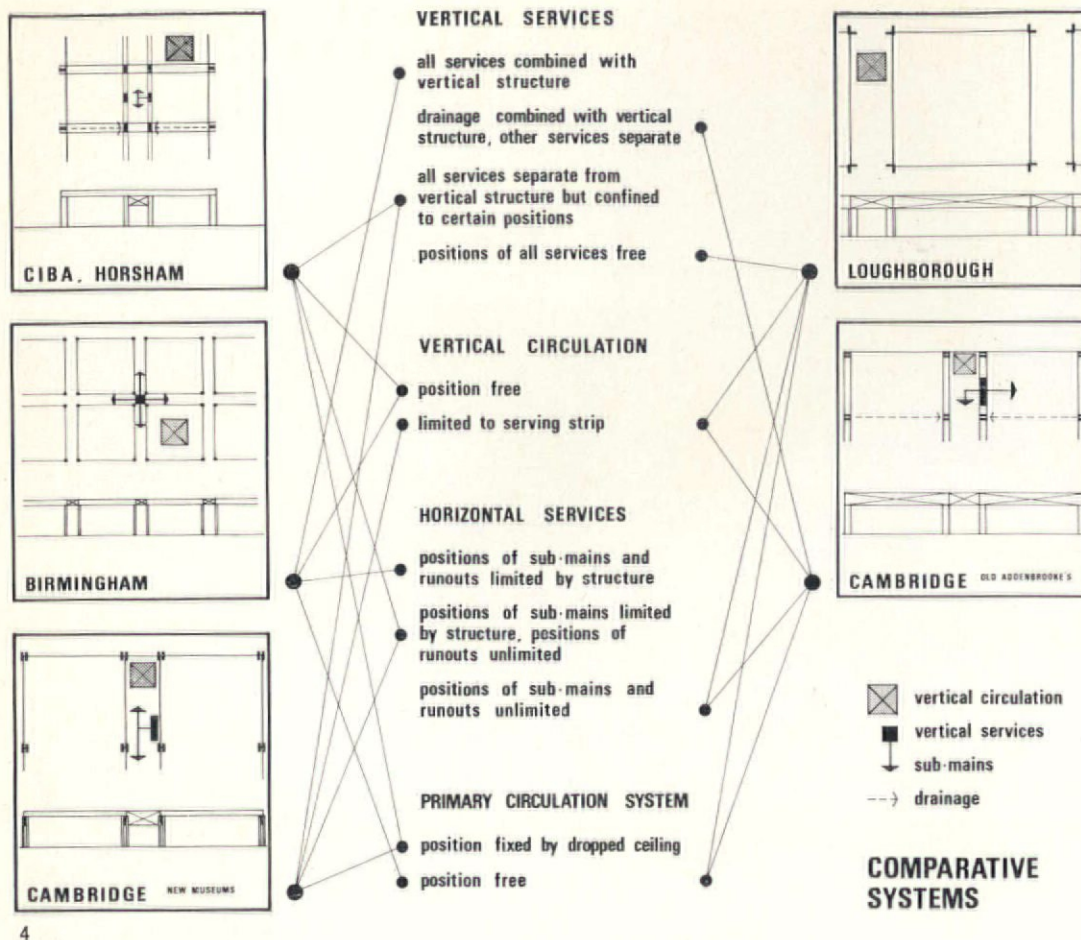 CIBA, HORSHAM
BIRMINGHAM
CAMBRIDGE NEW MUSEUMS
4
VERTICAL SERVICES
all services combined with
vertical structure
drainage combined with vertical
structure, other services separate
all services separate from
vertical structure but confined
to certain positions
positions of all services free
VERTICAL CIRCULATION
position free
limited to serving strip
HORIZONTAL SERVICES
positions of sub·mains and
runouts limited by structure
positions of sub·mains limited
by structure, positions of
runouts unlimited
positions of sub·mains and
runouts unlimited
PRIMARY CIRCULATION SYSTEM
position fixed by dropped ceiling
position free
LOUGHBOROUGH
CAMBRIDGE OLD ADDENBROOKE'S
vertical circulation
vertical services
sub·mains
drainage
COMPARATIVE
SYSTEMS